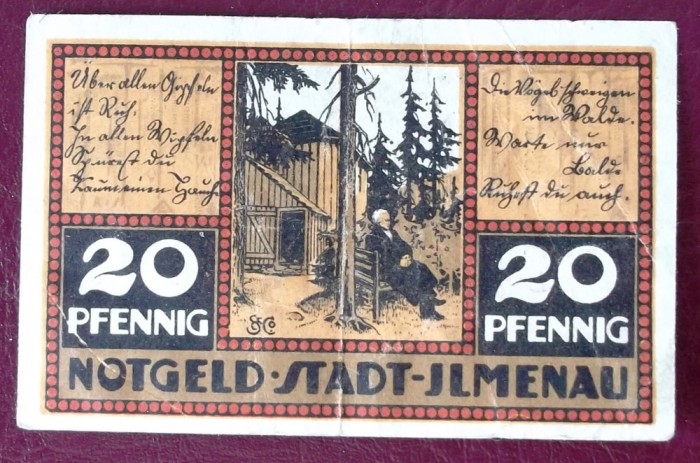 Über allen Gipfeln
ist Ruh,
In allen Wipfeln
Spürest du
Kaum einen Hauch
Die Vögel schweigen
im Walde.
Warte nur
Balde
Ruhest du auch.
20
PFENNIG
20
PFENNIG
NOTGELD·STADT-JLMENAU